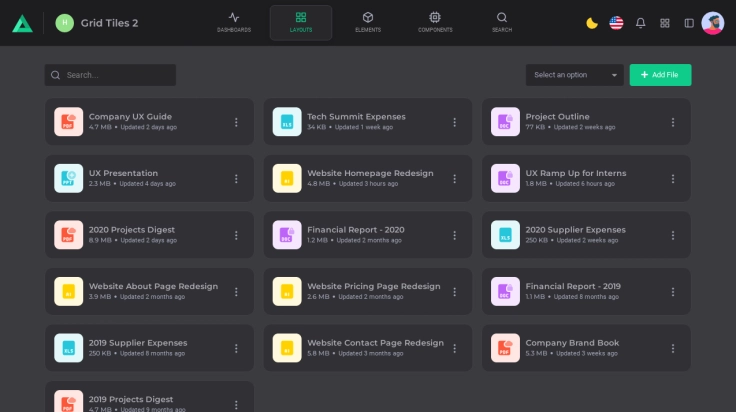 H Grid Tiles 2
DASHBOARDS LAYOUTS ELEMENTS COMPONENTS SEARCH
Search...
Select an option
+ Add File
Company UX Guide
4.7 MB • Updated 2 days ago
PDF
Tech Summit Expenses
34 KB • Updated 1 week ago
XLS
Project Outline
77 KB • Updated 2 weeks ago
DOC
UX Presentation
2.3 MB • Updated 4 days ago
PPT
Website Homepage Redesign
4.8 MB • Updated 3 hours ago
AI
UX Ramp Up for Interns
1.8 MB • Updated 6 hours ago
DOC
2020 Projects Digest
8.9 MB • Updated 2 days ago
PDF
Financial Report - 2020
1.2 MB • Updated 2 months ago
DOC
2020 Supplier Expenses
250 KB • Updated 2 weeks ago
XLS
Website About Page Redesign
3.9 MB • Updated 2 months ago
AI
Website Pricing Page Redesign
2.6 MB • Updated 2 months ago
AI
Financial Report - 2019
1.1 MB • Updated 8 months ago
DOC
2019 Supplier Expenses
250 KB • Updated 8 months ago
XLS
Website Contact Page Redesign
5.8 MB • Updated 3 months ago
AI
Company Brand Book
5.3 MB • Updated 3 weeks ago
PDF
2019 Projects Digest
4.7 MB • Updated 9 months ago
PDF